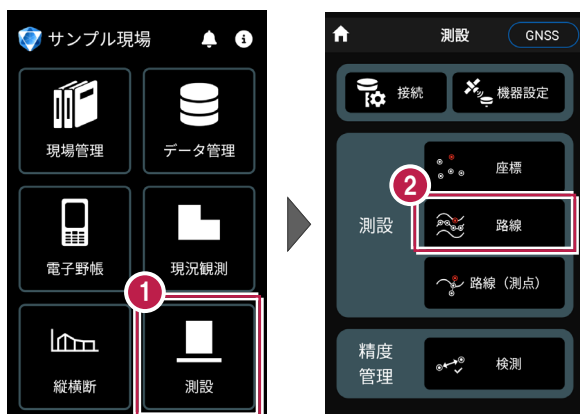 サンプル現場
現場管理
データ管理
電子野帳
現況観測
1
縦横断
測設
測設
GNSS
接続
機器設定
測設
座標
2
路線
路線（測点）
精度
管理
検測